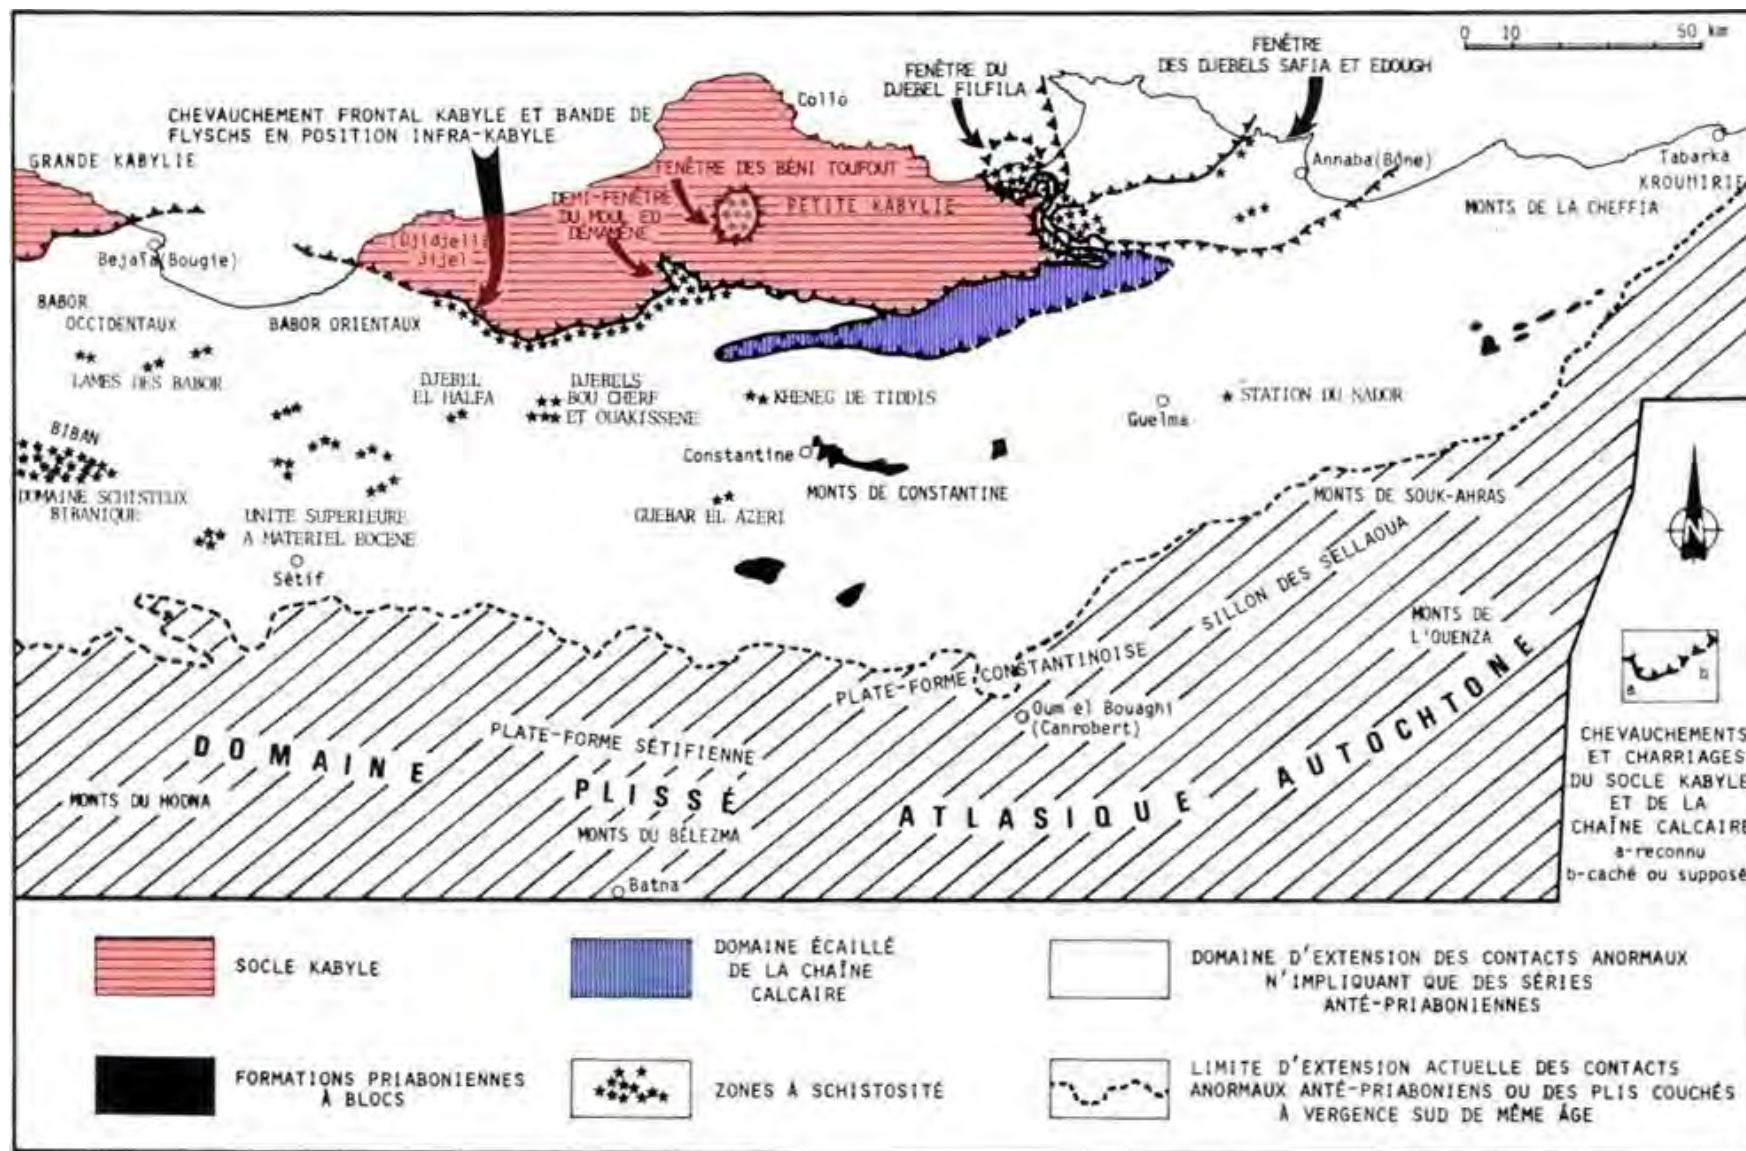 0 10 50 km
FENÊTRE
DES DJEBELS SAFIA ET EDOUGH
FENÊTRE DU
DJEBEL FILFILA
Collo
CHEVAUCHEMENT FRONTAL KABYLE ET BANDE DE
FLYSCHS EN POSITION INFRA-KABYLE
GRANDE KABYLIE
FENÊTRE DES BÉNI TOUFOUT
DEMI-FENÊTRE
DU MOUL ED
DEMAMÈNE
PETITE KABYLIE
Annaba(Bône)
Tabarka
KROUMIRIE
MONTS DE LA CHEFFIA
(Djidjelli)
Jijel
Bejaïa(Bougie)
BABOR
OCCIDENTAUX
BABOR ORIENTAUX
LAMES DES BABOR
DJEBEL
EL HALFA
DJEBELS
BOU CHERF
ET OUAKISSENE
KHENEG DE TIDDIS
Guelma
STATION DU NADOR
BIBAN
DOMAINE SCHISTEUX
BIBANIQUE
UNITE SUPERIEURE
A MATERIEL EOCENE
Sétif
Constantine
MONTS DE CONSTANTINE
GUEBAR EL AZERI
MONTS DE SOUK-AHRAS
SILLON DES SELLAOUA
MONTS DE
L'OUENZA
PLATE-FORME CONSTANTINOISE
Oum el Bouaghi
(Canrobert)
PLATE-FORME SÉTIFIENNE
DOMAINE PLISSÉ ATLASIQUE AUTOCHTONE
MONTS DU HODNA
MONTS DU BÉLEZMA
Batna
N
a b
CHEVAUCHEMENTS
ET CHARRIAGES
DU SOCLE KABYLE
ET DE LA
CHAÎNE CALCAIRE
a-reconnu
b-caché ou supposé
SOCLE KABYLE
DOMAINE ÉCAILLÉ
DE LA CHAÎNE
CALCAIRE
DOMAINE D'EXTENSION DES CONTACTS ANORMAUX
N'IMPLIQUANT QUE DES SÉRIES
ANTÉ-PRIABONIENNES
FORMATIONS PRIABONIENNES
À BLOCS
ZONES À SCHISTOSITÉ
LIMITE D'EXTENSION ACTUELLE DES CONTACTS
ANORMAUX ANTÉ-PRIABONIENS OU DES PLIS COUCHÉS
À VERGENCE SUD DE MÊME ÂGE